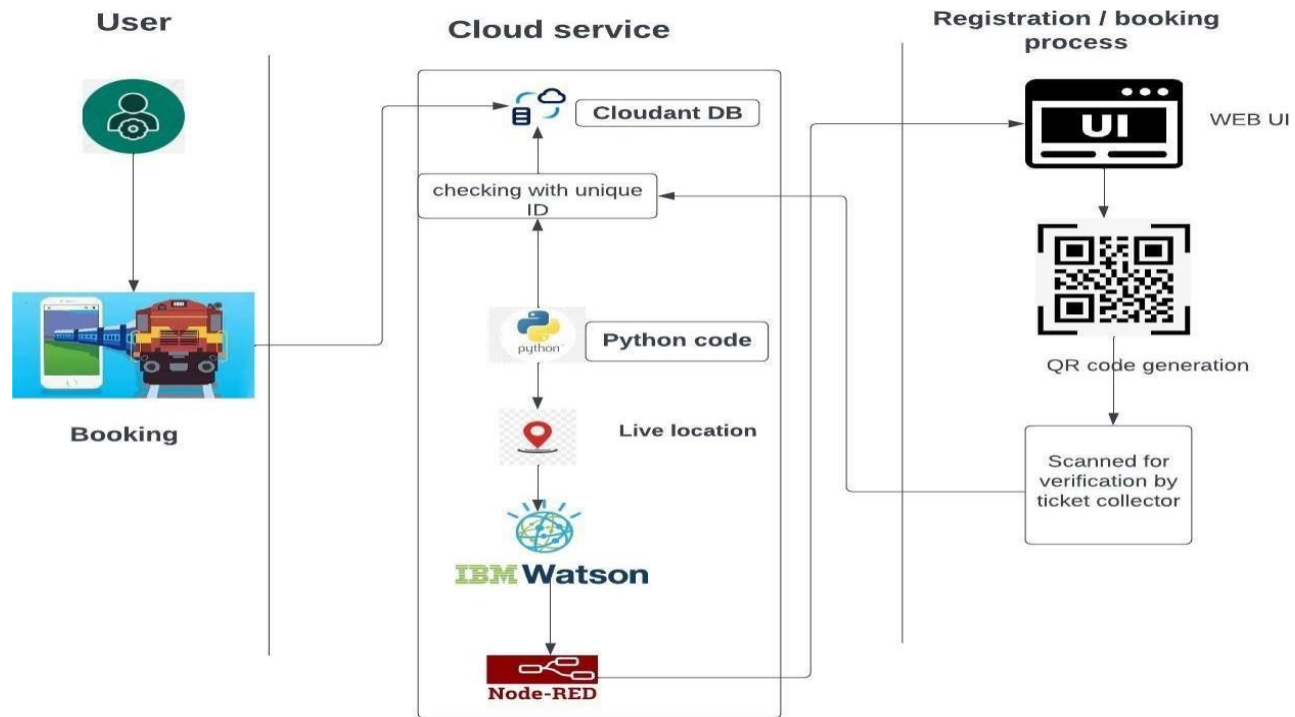 User
Cloud service
Registration / booking
process
Cloudant DB
UI
WEB UI
checking with unique
ID
python
Python code
QR code generation
Booking
Live location
Scanned for
verification by
ticket collector
IBM Watson
Node-RED